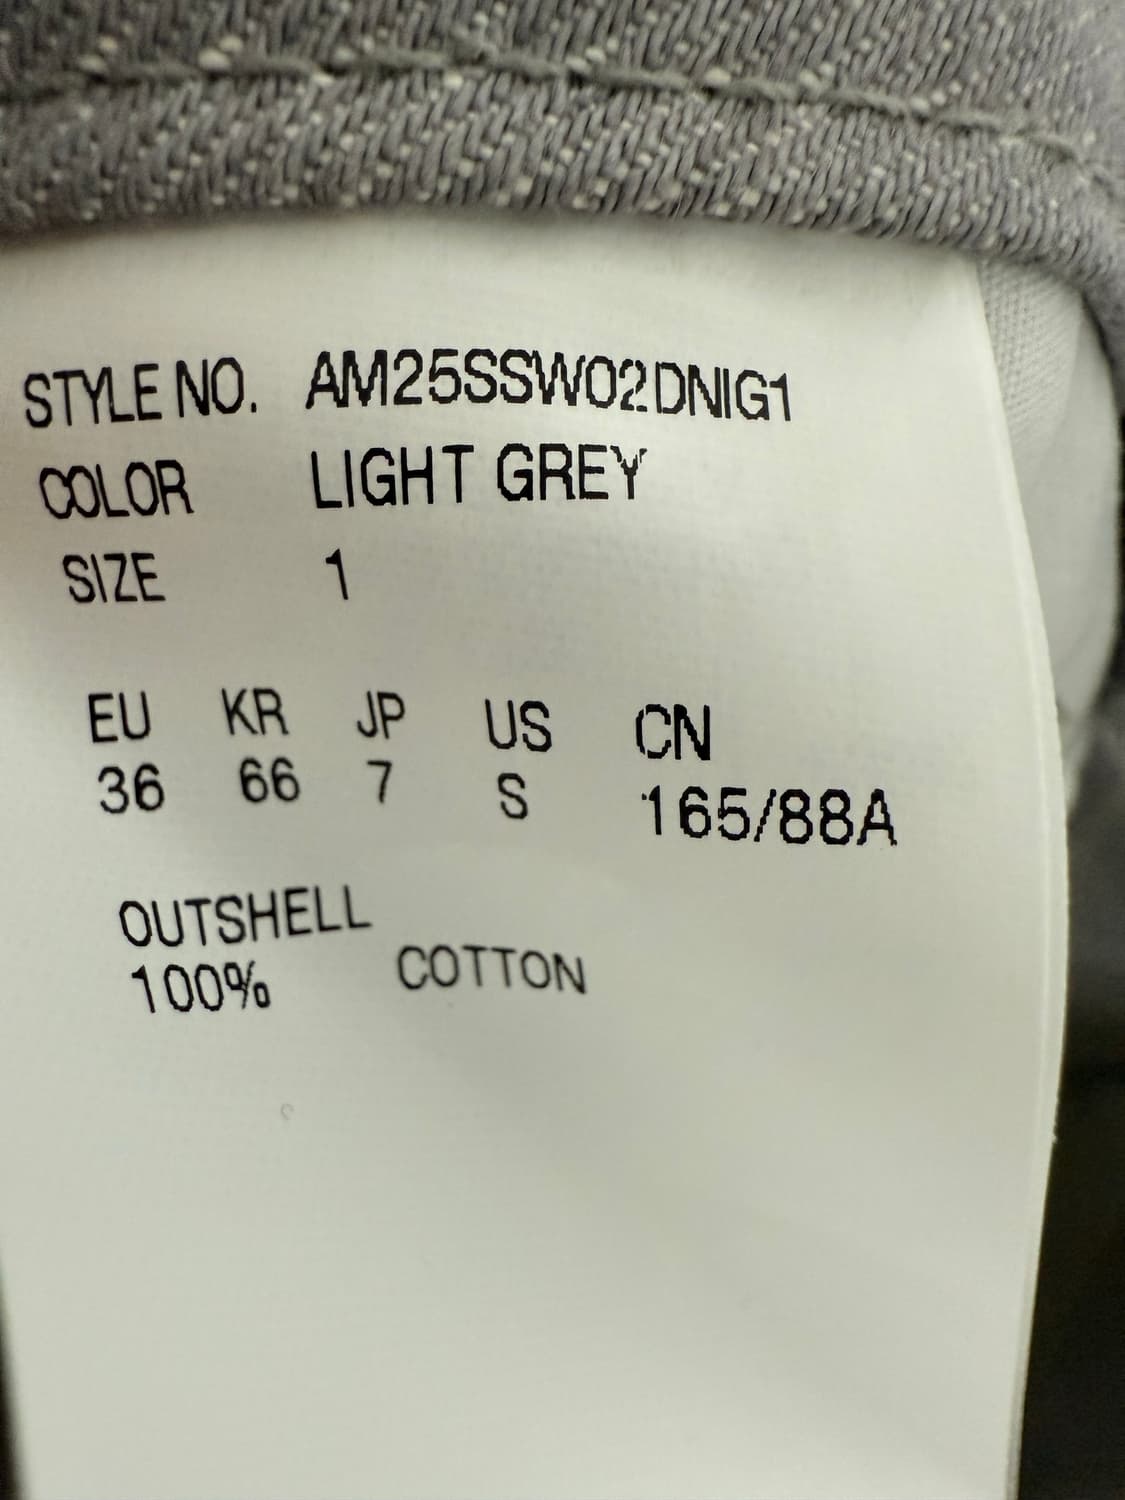 STYLE NO. AM25SSW02DNIG1
COLOR LIGHT GREY
SIZE 1
EU KR JP US CN
36 66 7 S 165/88A
OUTSHELL
100% COTTON